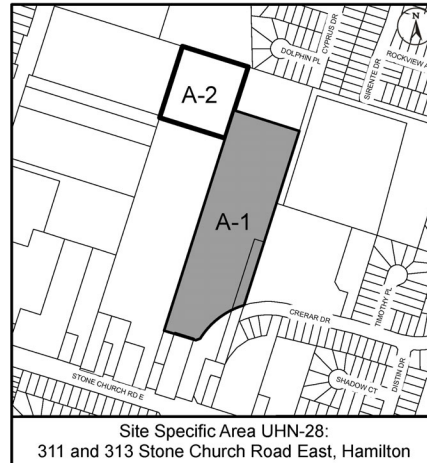 N
DOLPHIN PL
CYPRUS DR
SIRENTE DR
ROCKVIEW A
A-2
A-1
CRERAR DR
TIMOTHY PL
DISTIN DR
SHADOW CT
STONE CHURCH RD E
Site Specific Area UHN-28:
311 and 313 Stone Church Road East, Hamilton